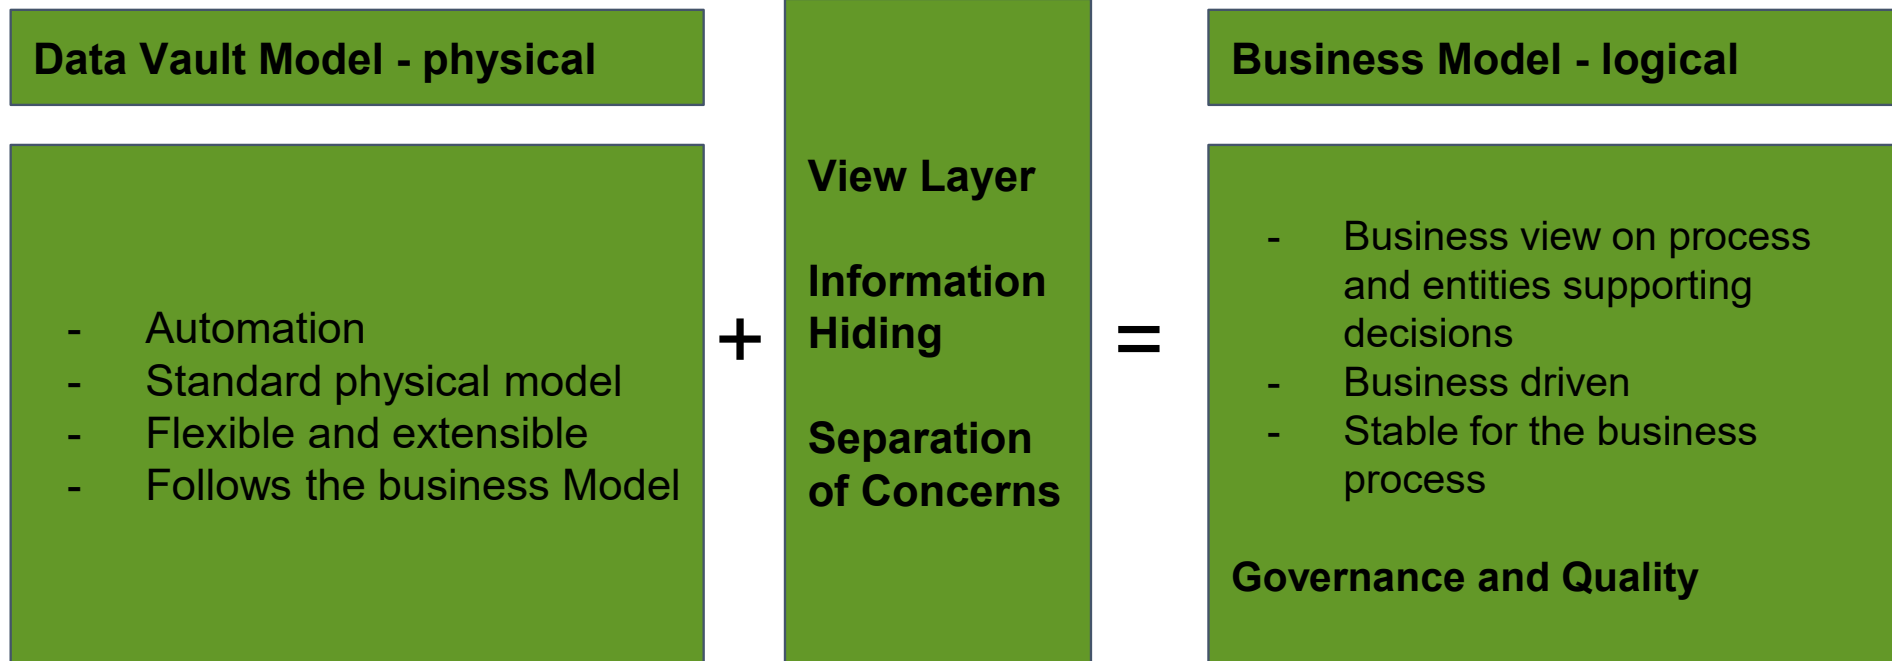 Data Vault Model - physical
- Automation
- Standard physical model
- Flexible and extensible
- Follows the business Model
+
View Layer
Information
Hiding
Separation
of Concerns
=
Business Model - logical
- Business view on process
and entities supporting
decisions
- Business driven
- Stable for the business
process
Governance and Quality